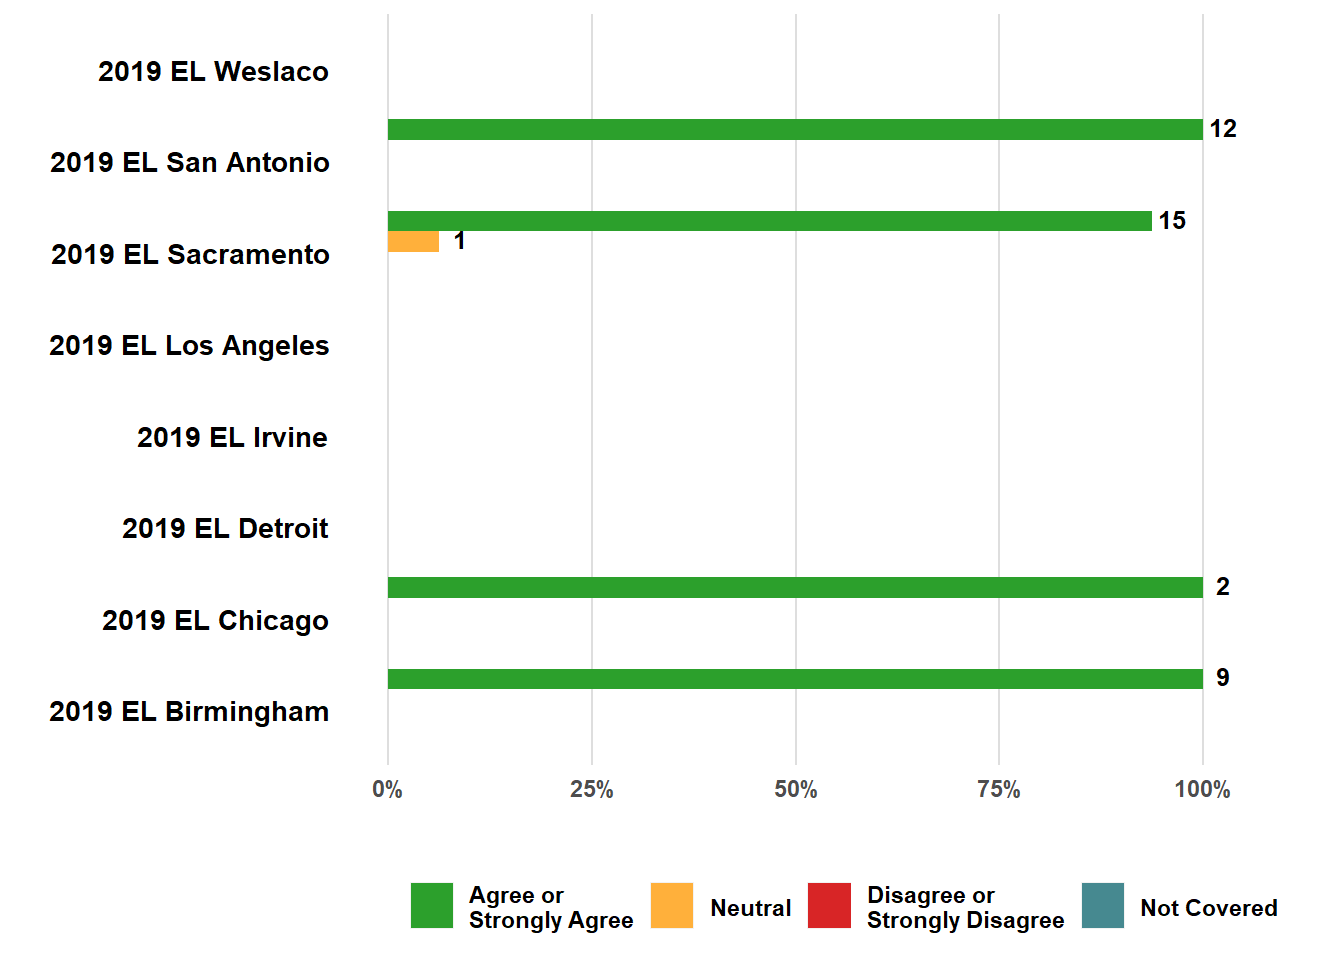 2019 EL Weslaco
12
2019 EL San Antonio
15
1
2019 EL Sacramento
2019 EL Los Angeles
2019 EL Irvine
2019 EL Detroit
2
2019 EL Chicago
9
2019 EL Birmingham
0% 25% 50% 75% 100%
Agree or
Strongly Agree
Neutral
Disagree or
Strongly Disagree
Not Covered